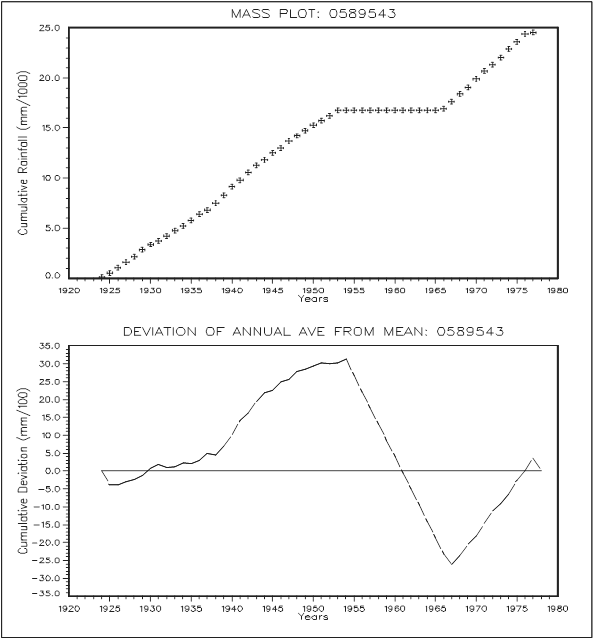 MASS PLOT: 0589543
25.0
20.0
15.0
10.0
5.0
0.0
Cumulative Rainfall (mm/1000)
1920 1925 1930 1935 1940 1945 1950 1955 1960 1965 1970 1975 1980
Years
DEVIATION OF ANNUAL AVE FROM MEAN: 0589543
35.0
30.0
25.0
20.0
15.0
10.0
5.0
0.0
-5.0
-10.0
-15.0
-20.0
-25.0
-30.0
-35.0
Cumulative Deviation (mm/100)
1920 1925 1930 1935 1940 1945 1950 1955 1960 1965 1970 1975 1980
Years